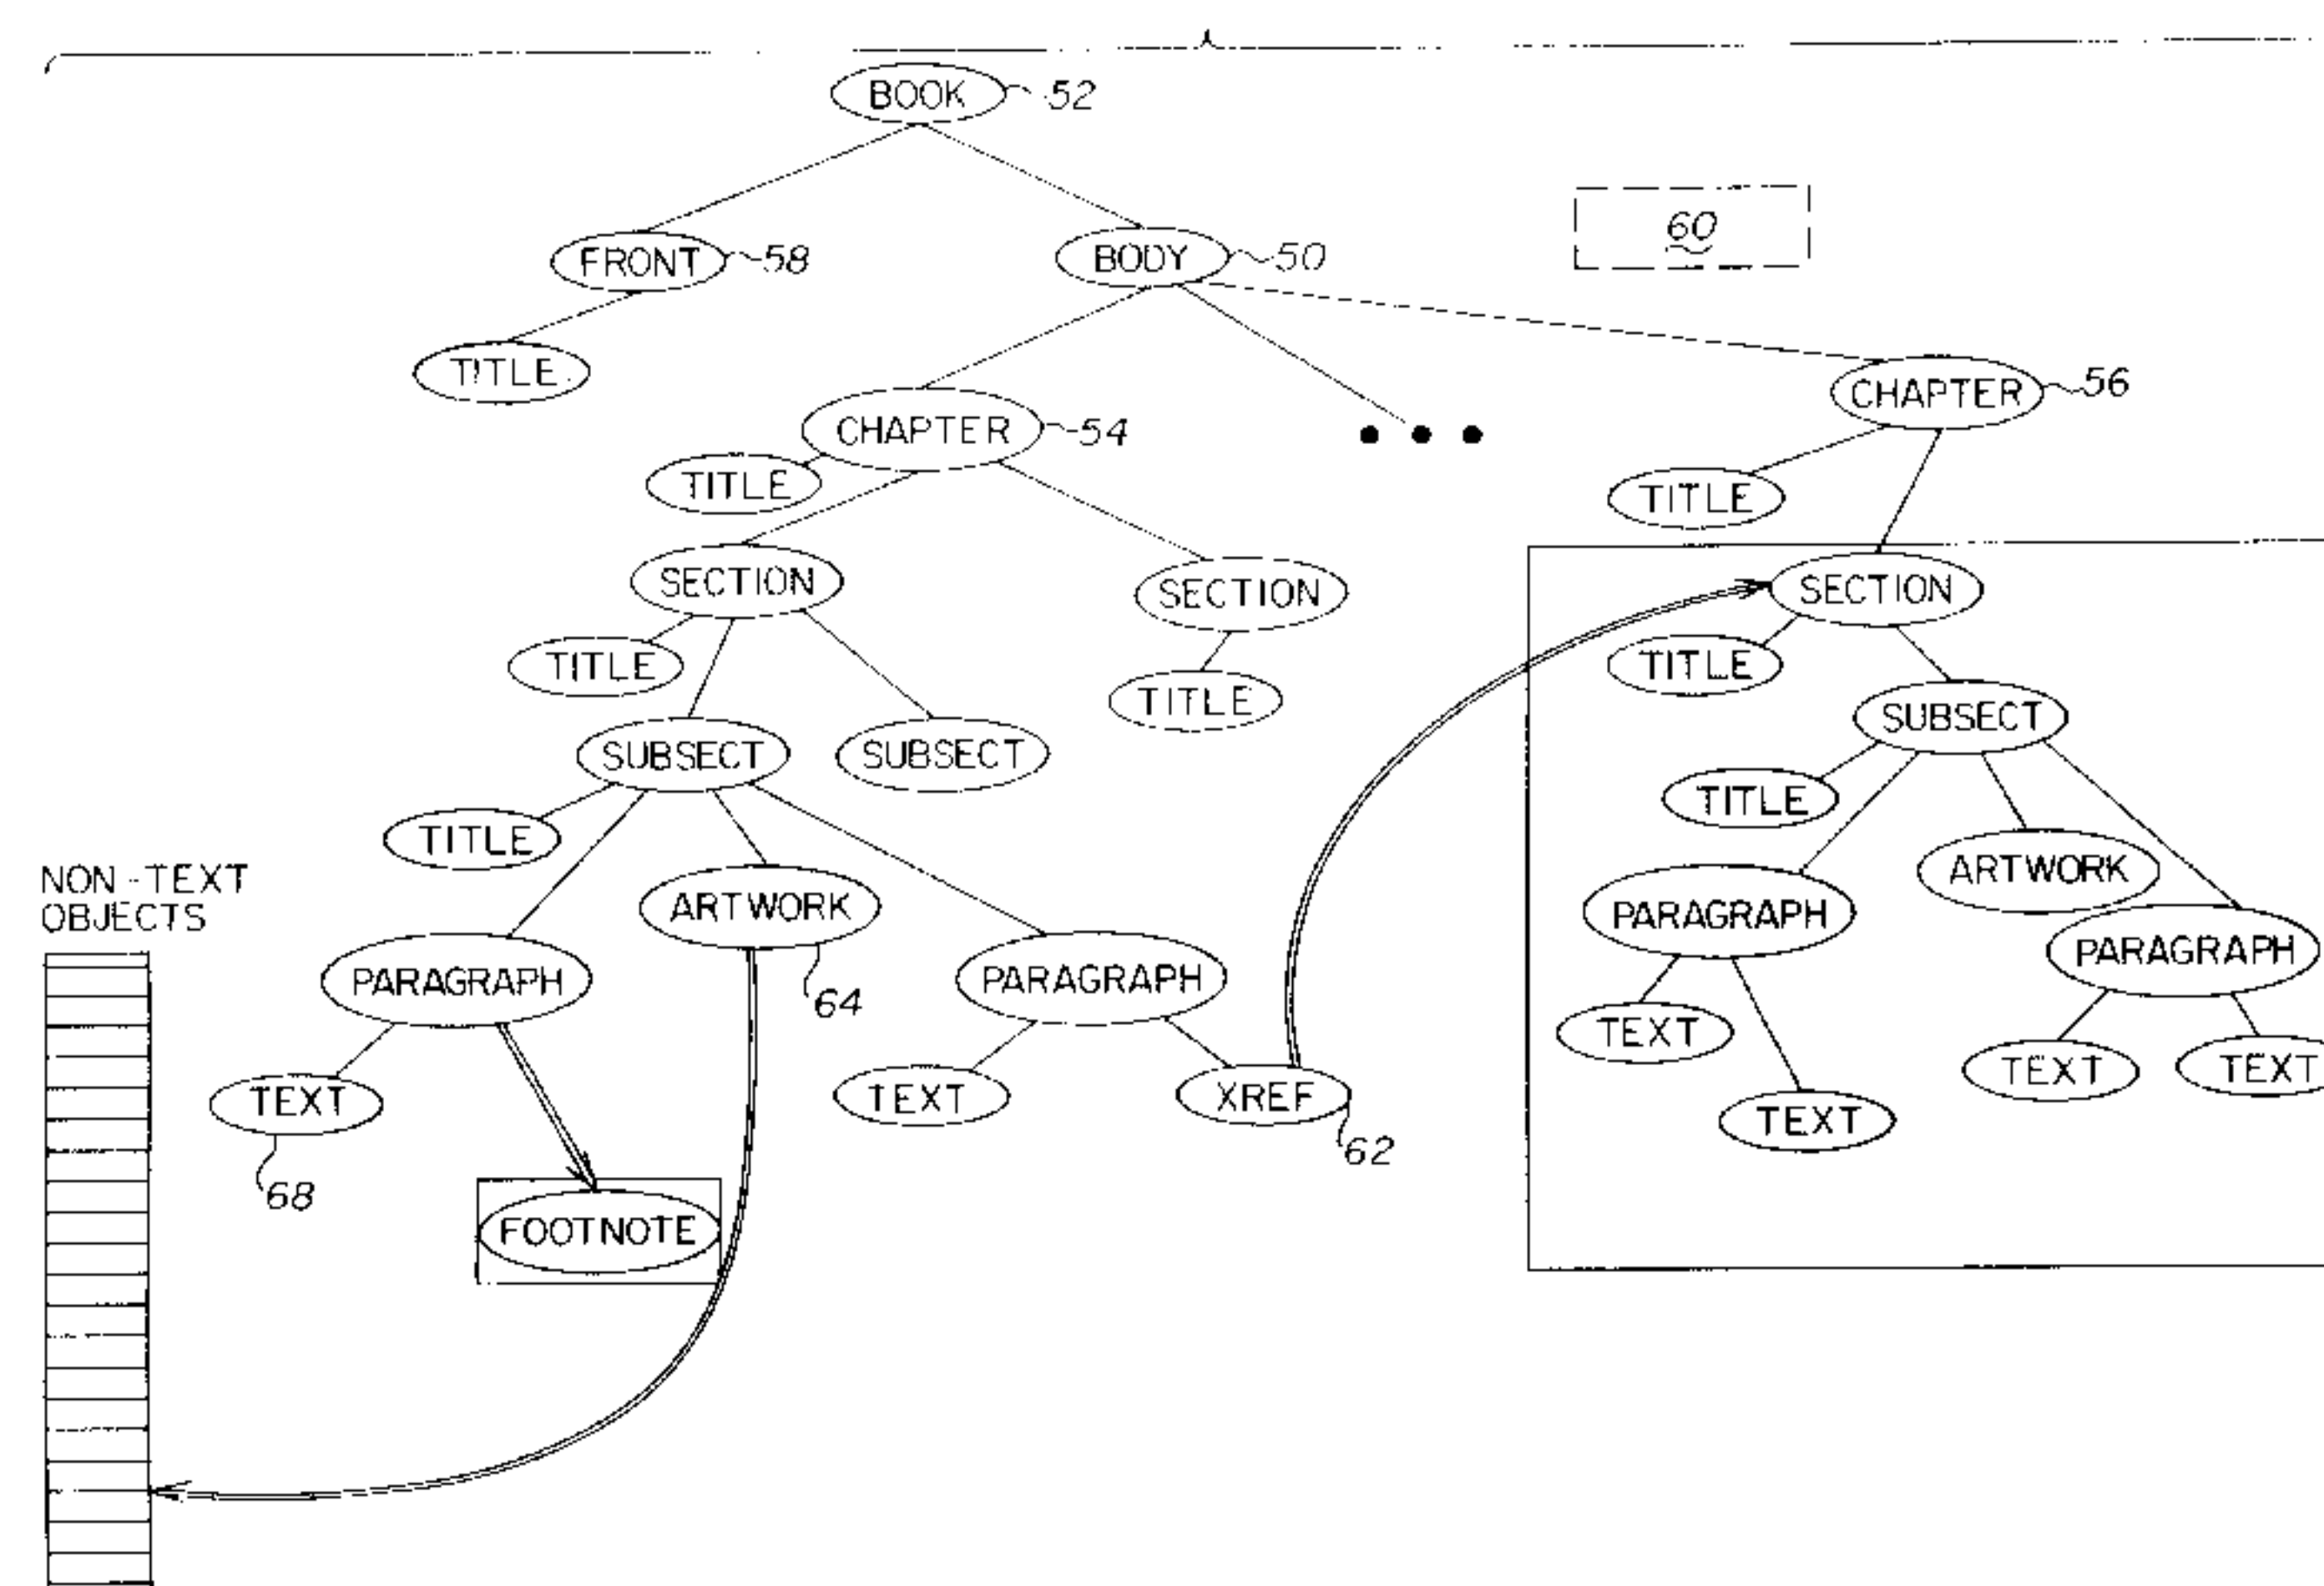 BOOK 52
FRONT 58
BODY 50
60
TITLE
CHAPTER 54
CHAPTER 56
TITLE
TITLE
SECTION
SECTION
SECTION
TITLE
TITLE
TITLE
SUBSECT
SUBSECT
SUBSECT
TITLE
TITLE
NON-TEXT
OBJECTS
ARTWORK
64
ARTWORK
PARAGRAPH
PARAGRAPH
PARAGRAPH
PARAGRAPH
TEXT
68
TEXT
XREF
62
TEXT
TEXT
TEXT
TEXT
FOOTNOTE